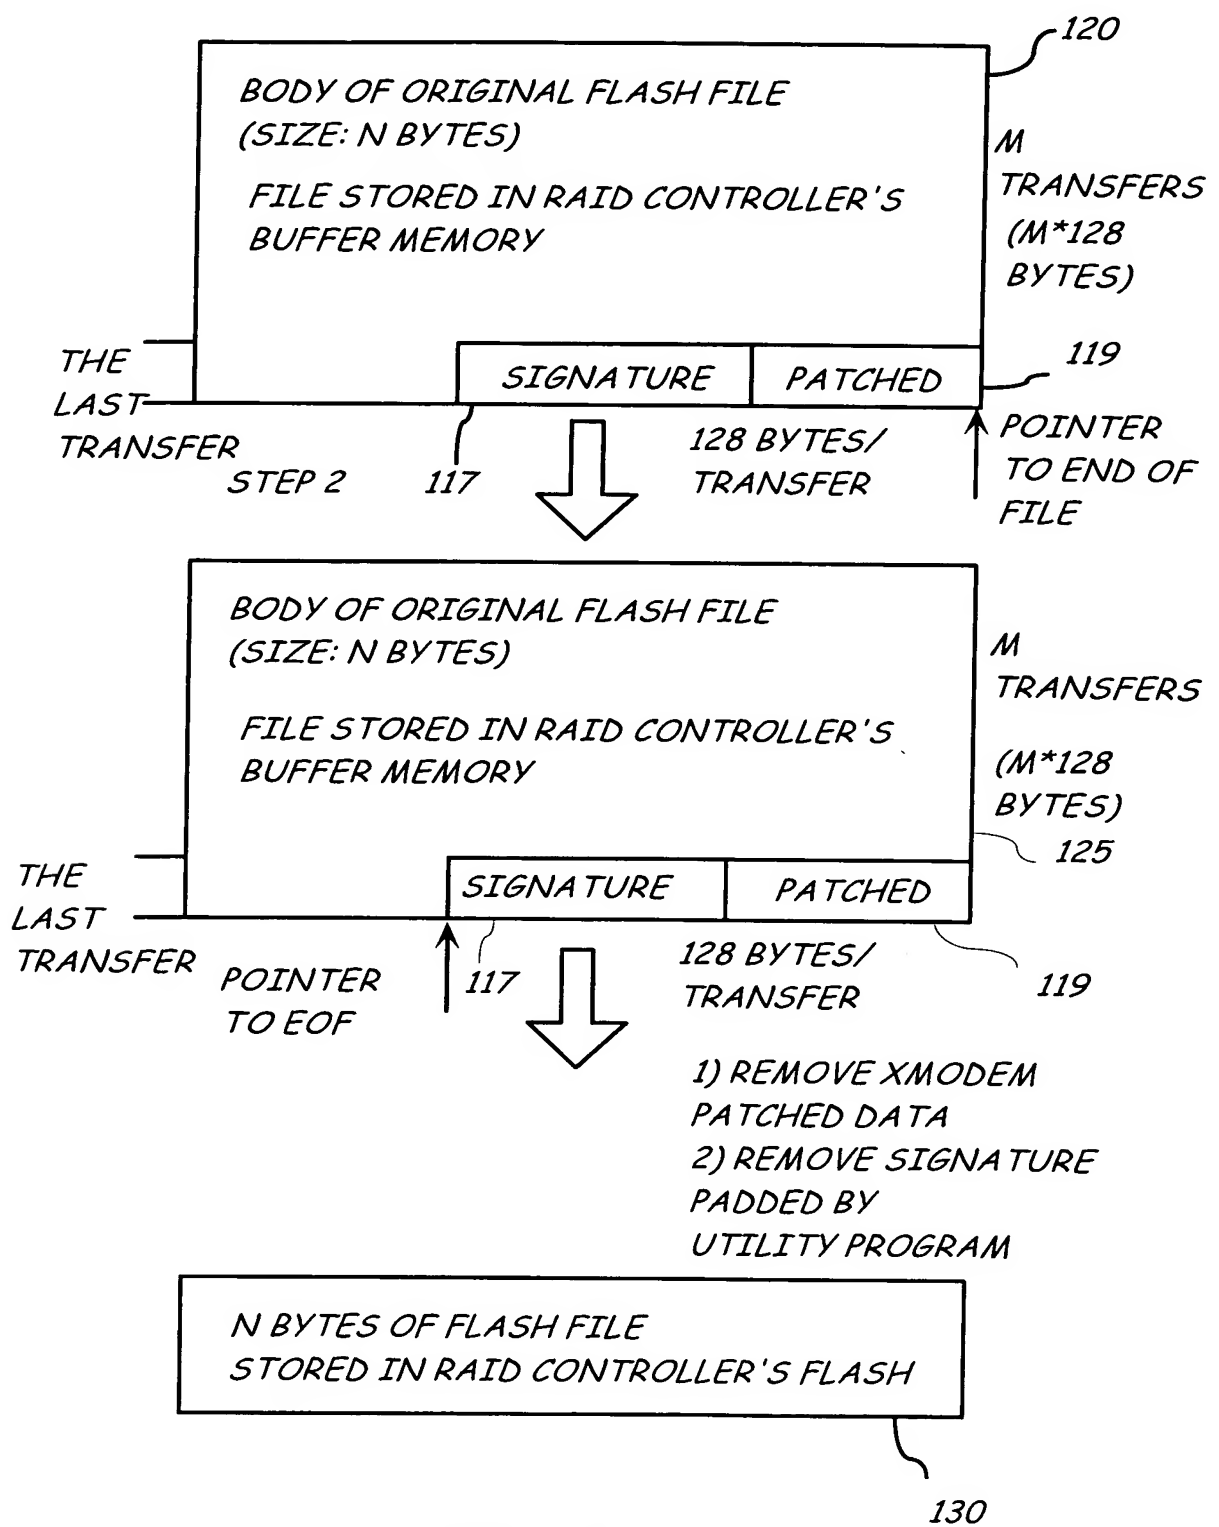 120
BODY OF ORIGINAL FLASH FILE
(SIZE: N BYTES)
FILE STORED IN RAID CONTROLLER'S
BUFFER MEMORY
M
TRANSFERS
(M*128
BYTES)
THE
LAST
TRANSFER
SIGNATURE
PATCHED
119
STEP 2
117
128 BYTES/
TRANSFER
POINTER
TO END OF
FILE
BODY OF ORIGINAL FLASH FILE
(SIZE: N BYTES)
FILE STORED IN RAID CONTROLLER'S
BUFFER MEMORY
M
TRANSFERS
(M*128
BYTES)
125
THE
LAST
TRANSFER
SIGNATURE
PATCHED
POINTER
TO EOF
117
128 BYTES/
TRANSFER
119
1) REMOVE XMODEM
PATCHED DATA
2) REMOVE SIGNATURE
PADDED BY
UTILITY PROGRAM
N BYTES OF FLASH FILE
STORED IN RAID CONTROLLER'S FLASH
130